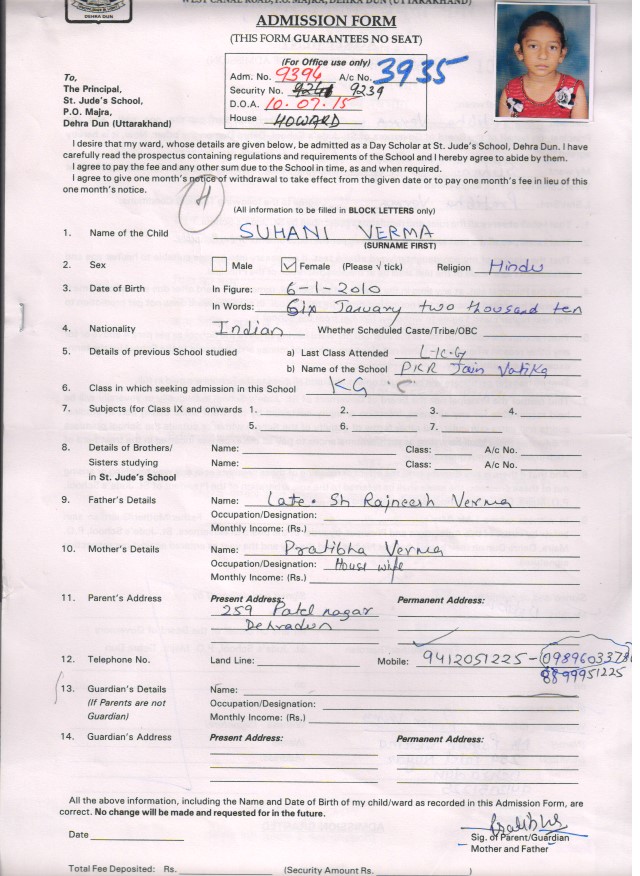 WEST CANAL ROAD, P.O. MAJRA, DEHRA DUN (UTTARAKHAND)
DEHRA DUN
ADMISSION FORM
(THIS FORM GUARANTEES NO SEAT)
(For Office use only)
Adm. No. 9394 A/c No. 3935
Security No. 9239
D.O.A. 10.07.15
House HOWARD
To,
The Principal,
St. Jude's School,
P.O. Majra,
Dehra Dun (Uttarakhand)
I desire that my ward, whose details are given below, be admitted as a Day Scholar at St. Jude's School, Dehra Dun. I have
carefully read the prospectus containing regulations and requirements of the School and I hereby agree to abide by them.
I agree to pay the fee and any other sum due to the School in time, as and when required.
I agree to give one month's notice of withdrawal to take effect from the given date or to pay one month's fee in lieu of this
one month's notice.
H
(All information to be filled in BLOCK LETTERS only)
1. Name of the Child SUHANI VERMA
(SURNAME FIRST)
2. Sex Male Female (Please √ tick) Religion Hindu
3. Date of Birth In Figure: 6-1-2010
In Words: Six January two thousand ten
4. Nationality Indian Whether Scheduled Caste/Tribe/OBC
5. Details of previous School studied a) Last Class Attended L-K-G
b) Name of the School PKR Jain Vatika
6. Class in which seeking admission in this School KG
7. Subjects (for Class IX and onwards 1. 2. 3. 4.
5. 6. 7.
8. Details of Brothers/ Name: Class: A/c No.
Sisters studying Name: Class: A/c No.
in St. Jude's School
9. Father's Details Name: Late. Sh Rajneesh Verma
Occupation/Designation:
Monthly Income: (Rs.)
10. Mother's Details Name: Pratibha Verma
Occupation/Designation: House wife
Monthly Income: (Rs.)
11. Parent's Address Present Address: Permanent Address:
259 Patel nagar
Dehradun
12. Telephone No. Land Line: Mobile: 9412051225 -
8899951225
13. Guardian's Details Name:
(If Parents are not Occupation/Designation:
Guardian) Monthly Income: (Rs.)
14. Guardian's Address Present Address: Permanent Address:
All the above information, including the Name and Date of Birth of my child/ward as recorded in this Admission Form, are
correct. No change will be made and requested for in the future.
Pratibha
Date Sig. of Parent/Guardian
Mother and Father
Total Fee Deposited: Rs. (Security Amount Rs. )